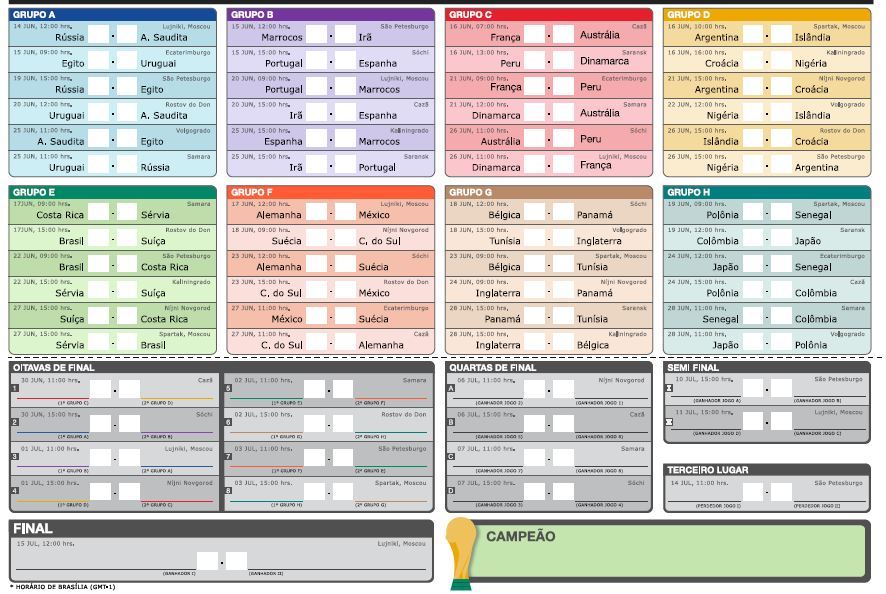 GRUPO A
14 JUN, 12:00 hrs. Lujniki, Moscou
Rússia - A. Saudita
15 JUN, 09:00 hrs. Ecaterimburgo
Egito - Uruguai
19 JUN, 15:00 hrs. São Petesburgo
Rússia - Egito
20 JUN, 12:00 hrs. Rostov do Don
Uruguai - A. Saudita
25 JUN, 11:00 hrs. Volgogrado
A. Saudita - Egito
25 JUN, 11:00 hrs. Samara
Uruguai - Rússia
GRUPO B
15 JUN, 12:00 hrs. São Petesburgo
Marrocos - Irã
15 JUN, 15:00 hrs. Sóchi
Portugal - Espanha
20 JUN, 09:00 hrs. Lujniki, Moscou
Portugal - Marrocos
20 JUN, 15:00 hrs. Cazã
Irã - Espanha
25 JUN, 15:00 hrs. Kaliningrado
Espanha - Marrocos
25 JUN, 15:00 hrs. Saransk
Irã - Portugal
GRUPO C
16 JUN, 07:00 hrs. Cazã
França - Austrália
16 JUN, 13:00 hrs. Saransk
Peru - Dinamarca
21 JUN, 09:00 hrs. Ecaterimburgo
França - Peru
21 JUN, 12:00 hrs. Samara
Dinamarca - Austrália
26 JUN, 11:00 hrs. Sóchi
Austrália - Peru
26 JUN, 11:00 hrs. Lujniki, Moscou
Dinamarca - França
GRUPO D
16 JUN, 10:00 hrs. Spartak, Moscou
Argentina - Islândia
16 JUN, 16:00 hrs. Kaliningrado
Croácia - Nigéria
21 JUN, 15:00 hrs. Nijni Novgorod
Argentina - Croácia
22 JUN, 12:00 hrs. Volgogrado
Nigéria - Islândia
26 JUN, 15:00 hrs. Rostov do Don
Islândia - Croácia
26 JUN, 15:00 hrs. São Petesburgo
Nigéria - Argentina
GRUPO E
17JUN, 09:00 hrs. Samara
Costa Rica - Sérvia
17JUN, 15:00 hrs. Rostov do Don
Brasil - Suíça
22 JUN, 09:00 hrs. São Petesburgo
Brasil - Costa Rica
22 JUN, 15:00 hrs. Kaliningrado
Sérvia - Suíça
27 JUN, 15:00 hrs. Nijni Novgorod
Suíça - Costa Rica
27 JUN, 15:00 hrs. Spartak, Moscou
Sérvia - Brasil
GRUPO F
17 JUN, 12:00 hrs. Lujniki, Moscou
Alemanha - México
18 JUN, 09:00 hrs. Nijni Novgorod
Suécia - C. do Sul
23 JUN, 12:00 hrs. Sóchi
Alemanha - Suécia
23 JUN, 15:00 hrs. Rostov do Don
C. do Sul - México
27 JUN, 11:00 hrs. Ecaterimburgo
México - Suécia
27 JUN, 11:00 hrs. Cazã
C. do Sul - Alemanha
GRUPO G
18 JUN, 12:00 hrs. Sóchi
Bélgica - Panamá
18 JUN, 15:00 hrs. Volgogrado
Tunísia - Inglaterra
23 JUN, 09:00 hrs. Spartak, Moscou
Bélgica - Tunísia
24 JUN, 09:00 hrs. Nijni Novgorod
Inglaterra - Panamá
28 JUN, 15:00 hrs. Saransk
Panamá - Tunísia
28 JUN, 15:00 hrs. Kaliningrado
Inglaterra - Bélgica
GRUPO H
19 JUN, 09:00 hrs. Spartak, Moscou
Polônia - Senegal
19 JUN, 12:00 hrs. Saransk
Colômbia - Japão
24 JUN, 12:00 hrs. Ecaterimburgo
Japão - Senegal
24 JUN, 15:00 hrs. Cazã
Polônia - Colômbia
28 JUN, 11:00 hrs. Samara
Senegal - Colômbia
28 JUN, 11:00 hrs. Volgogrado
Japão - Polônia
OITAVAS DE FINAL
1 30 JUN, 11:00 hrs. - Cazã
(1º GRUPO C) (2º GRUPO D)
2 30 JUN, 15:00 hrs. - Sóchi
(1º GRUPO A) (2º GRUPO B)
3 01 JUL, 11:00 hrs. - Lujniki, Moscou
(1º GRUPO B) (2º GRUPO A)
4 01 JUL, 15:00 hrs. - Nijni Novgorod
(1º GRUPO D) (2º GRUPO C)
5 02 JUL, 11:00 hrs. - Samara
(1º GRUPO E) (2º GRUPO F)
6 02 JUL, 15:00 hrs. - Rostov do Don
(1º GRUPO G) (2º GRUPO H)
7 03 JUL, 11:00 hrs. - São Petesburgo
(1º GRUPO F) (2º GRUPO E)
8 03 JUL, 15:00 hrs. - Spartak, Moscou
(1º GRUPO H) (2º GRUPO G)
QUARTAS DE FINAL
A 06 JUL, 11:00 hrs. - Nijni Novgorod
(GANHADOR JOGO 2) (GANHADOR JOGO 1)
B 06 JUL, 15:00 hrs. - Cazã
(GANHADOR JOGO 5) (GANHADOR JOGO 6)
C 07 JUL, 11:00 hrs. - Samara
(GANHADOR JOGO 7) (GANHADOR JOGO 8)
D 07 JUL, 15:00 hrs. - Sóchi
(GANHADOR JOGO 3) (GANHADOR JOGO 4)
SEMI FINAL
10 JUL, 15:00 hrs. - São Petesburgo
(GANHADOR JOGO A) (GANHADOR JOGO B)
11 JUL, 15:00 hrs. - Lujniki, Moscou
(GANHADOR JOGO D) (GANHADOR JOGO C)
TERCEIRO LUGAR
14 JUL, 11:00 hrs. - São Petesburgo
(PERDEDOR JOGO I) (PERDEDOR JOGO II)
FINAL
15 JUL, 12:00 hrs. - Lujniki, Moscou
(GANHADOR I) (GANHADOR II)
CAMPEÃO
* HORÁRIO DE BRASÍLIA (GMT-1)